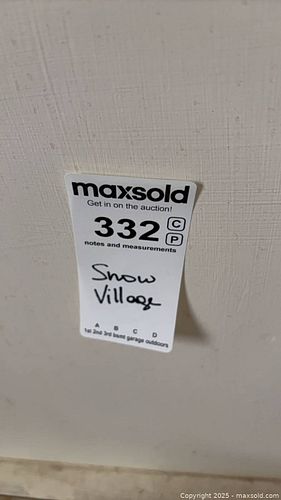 maxsold
Get in on the auction!
332 C
P
notes and measurements
Snow
Village
A B C D
1st 2nd 3rd bsmt garage outdoors
Copyright 2025 - maxsold.com